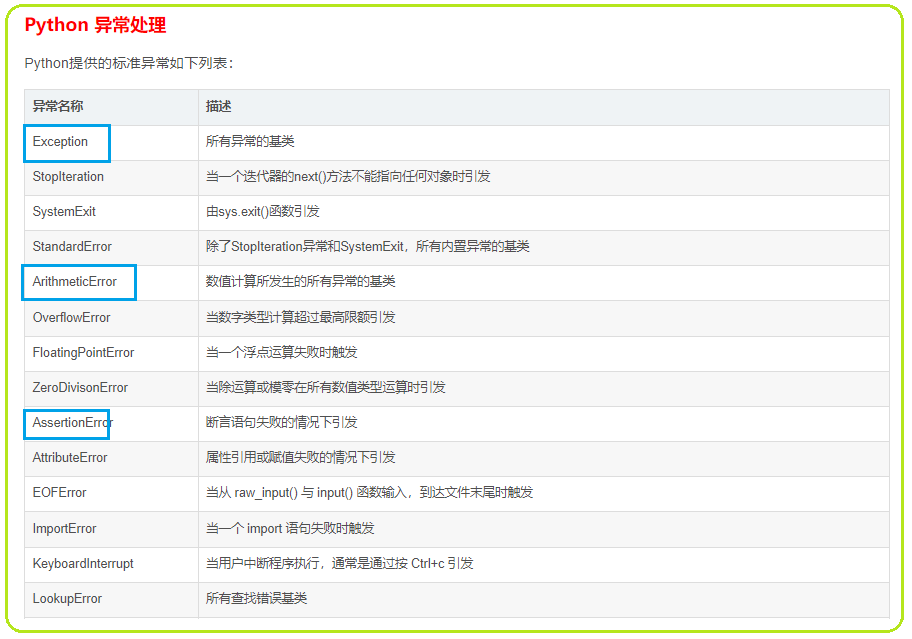 Python 异常处理
Python提供的标准异常如下列表：
异常名称 描述
Exception 所有异常的基类
StopIteration 当一个迭代器的next()方法不能指向任何对象时引发
SystemExit 由sys.exit()函数引发
StandardError 除了StopIteration异常和SystemExit，所有内置异常的基类
ArithmeticError 数值计算所发生的所有异常的基类
OverflowError 当数字类型计算超过最高限额引发
FloatingPointError 当一个浮点运算失败时触发
ZeroDivisonError 当除运算或模零在所有数值类型运算时引发
AssertionError 断言语句失败的情况下引发
AttributeError 属性引用或赋值失败的情况下引发
EOFError 当从 raw_input() 与 input() 函数输入，到达文件末尾时触发
ImportError 当一个 import 语句失败时触发
KeyboardInterrupt 当用户中断程序执行，通常是通过按 Ctrl+c 引发
LookupError 所有查找错误基类